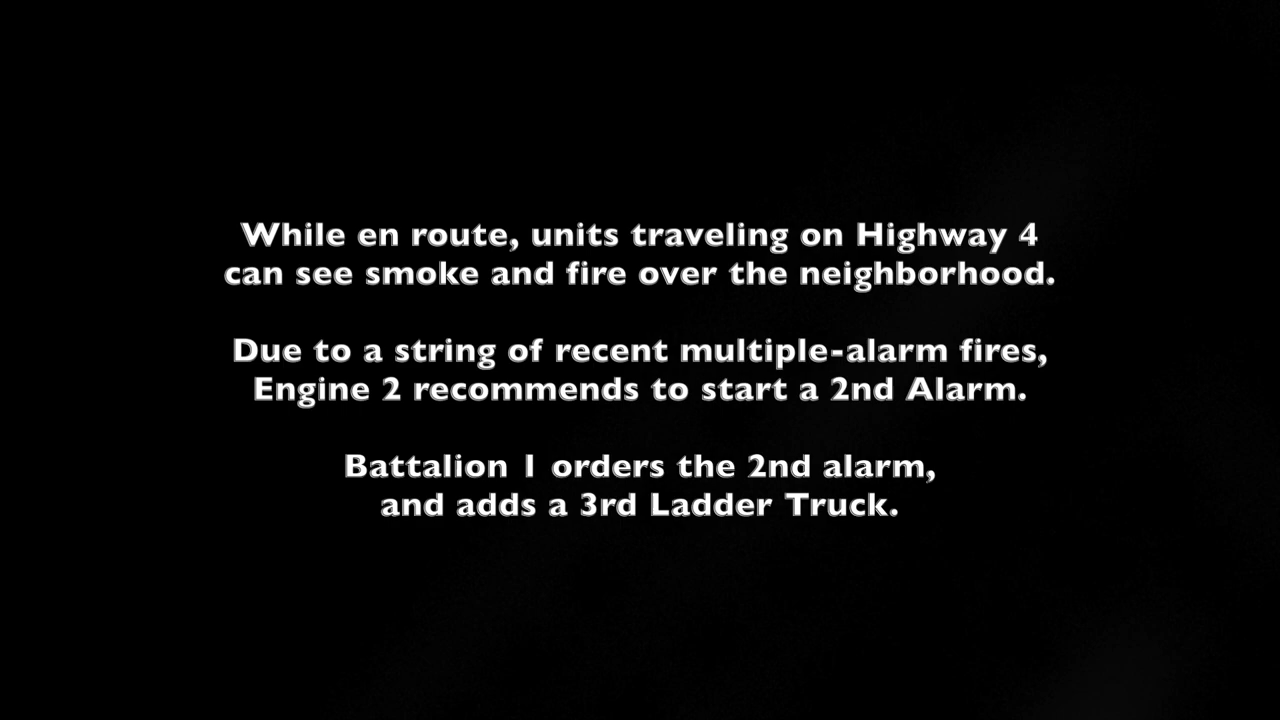 While en route, units traveling on Highway 4
can see smoke and fire over the neighborhood.
Due to a string of recent multiple-alarm fires,
Engine 2 recommends to start a 2nd Alarm.
Battalion 1 orders the 2nd alarm,
and adds a 3rd Ladder Truck.